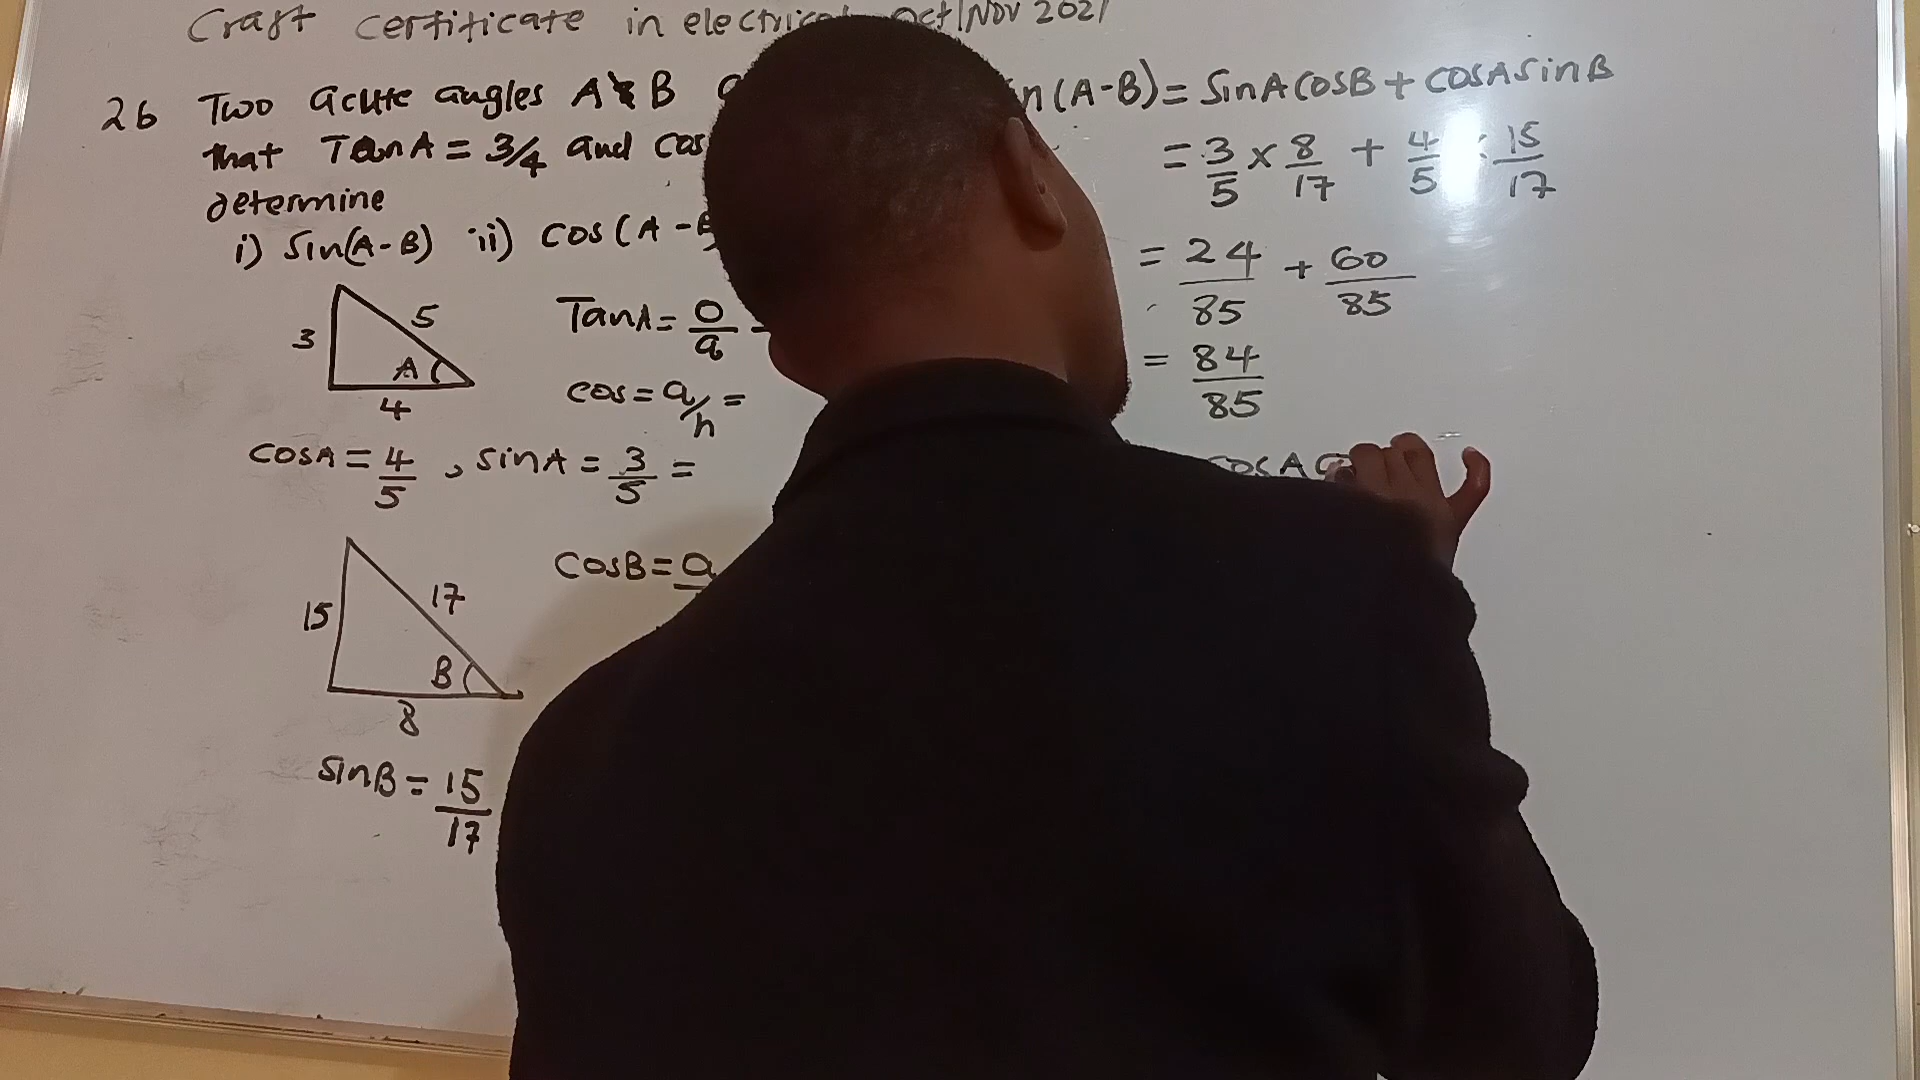 Craft certificate in electrical Oct/Nov 2021
26 Two acute angles A & B
that TanA = 3/4 and cos
determine
i) sin(A-B) ii) cos(A-B
3 5 A 4
TanA = o/a
cos = a/h =
cosA = 4/5 , sinA = 3/5 =
15 17 B 8
cosB = a
sinB = 15/17
n(A-B) = sinAcosB + cosAsinB
= 3/5 x 8/17 + 4/5 : 15/17
= 24/85 + 60/85
= 84/85
cosA